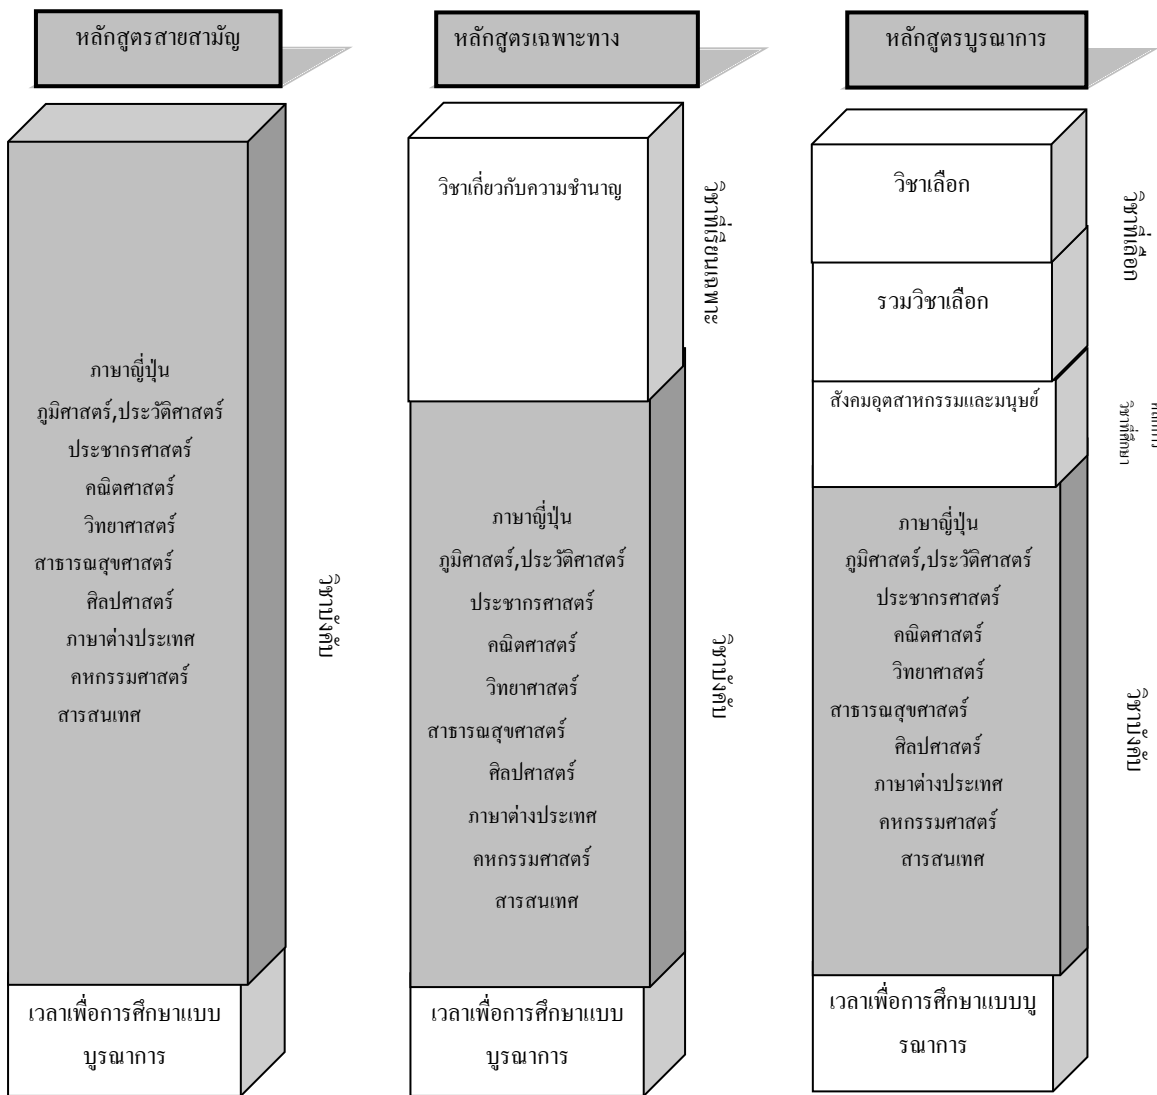 หลักสูตรสายสามัญ
ภาษาญี่ปุ่น
ภูมิศาสตร์,ประวัติศาสตร์
ประชากรศาสตร์
คณิตศาสตร์
วิทยาศาสตร์
สาธารณสุขศาสตร์
ศิลปศาสตร์
ภาษาต่างประเทศ
คหกรรมศาสตร์
สารสนเทศ
วิชาบังคับ
เวลาเพื่อการศึกษาแบบ
บูรณาการ
หลักสูตรเฉพาะทาง
วิชาเกี่ยวกับความชำนาญ
วิชาที่เรียนเฉพาะ
ภาษาญี่ปุ่น
ภูมิศาสตร์,ประวัติศาสตร์
ประชากรศาสตร์
คณิตศาสตร์
วิทยาศาสตร์
สาธารณสุขศาสตร์
ศิลปศาสตร์
ภาษาต่างประเทศ
คหกรรมศาสตร์
สารสนเทศ
วิชาบังคับ
เวลาเพื่อการศึกษาแบบ
บูรณาการ
หลักสูตรบูรณาการ
วิชาเลือก
รวมวิชาเลือก
วิชาที่เลือก
สังคมอุตสาหกรรมและมนุษย์
วิชาที่ศึกษา
ภาษาญี่ปุ่น
ภูมิศาสตร์,ประวัติศาสตร์
ประชากรศาสตร์
คณิตศาสตร์
วิทยาศาสตร์
สาธารณสุขศาสตร์
ศิลปศาสตร์
ภาษาต่างประเทศ
คหกรรมศาสตร์
สารสนเทศ
วิชาบังคับ
เวลาเพื่อการศึกษาแบบบู
รณาการ